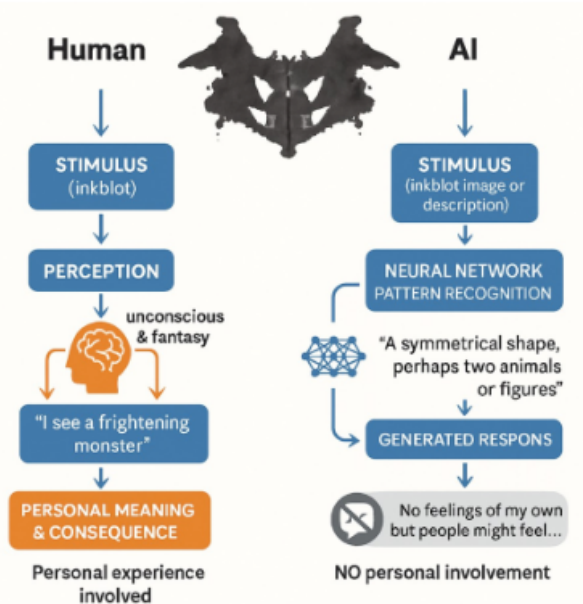 Human
STIMULUS
(inkblot)
PERCEPTION
unconscious
& fantasy
"I see a frightening
monster"
PERSONAL MEANING
& CONSEQUENCE
Personal experience
involved
AI
STIMULUS
(inkblot image or
description)
NEURAL NETWORK
PATTERN RECOGNITION
"A symmetrical shape,
perhaps two animals
or figures"
GENERATED RESPONS
No feelings of my own
but people might feel...
NO personal involvement